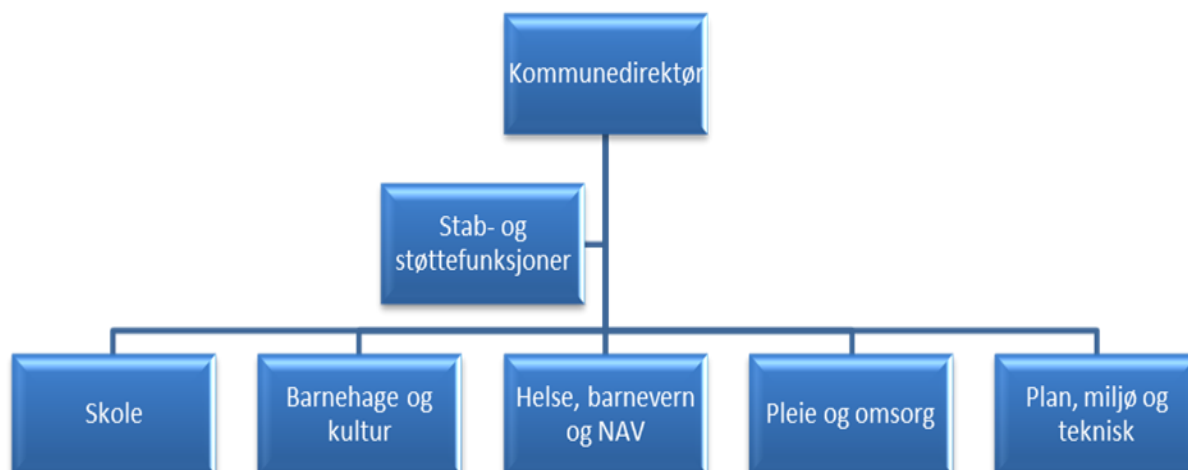 Kommunedirektør
Stab- og
støttefunksjoner
Skole
Barnehage og
kultur
Helse, barnevern
og NAV
Pleie og omsorg
Plan, miljø og
teknisk